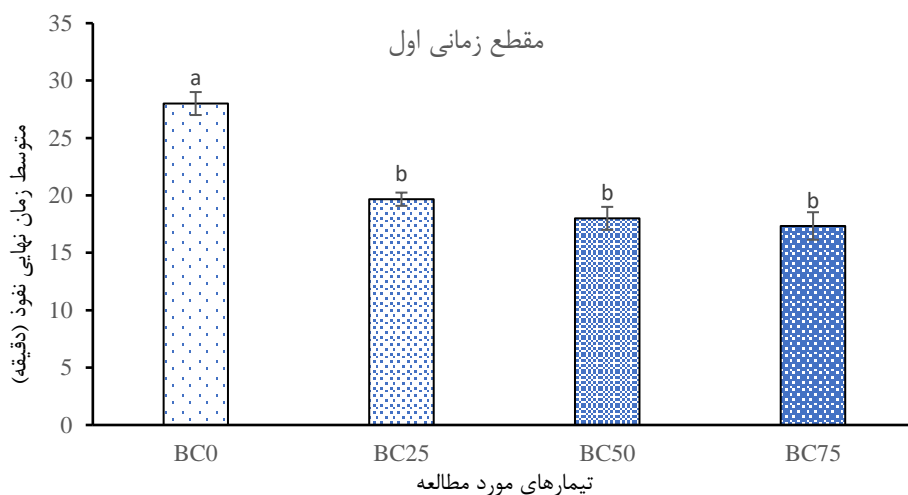 مقطع زمانی اول
متوسط زمان نهایی نفوذ (دقیقه)
35
30
25
20
15
10
5
0
a
b
b
b
BC0
BC25
BC50
BC75
تیمارهای مورد مطالعه